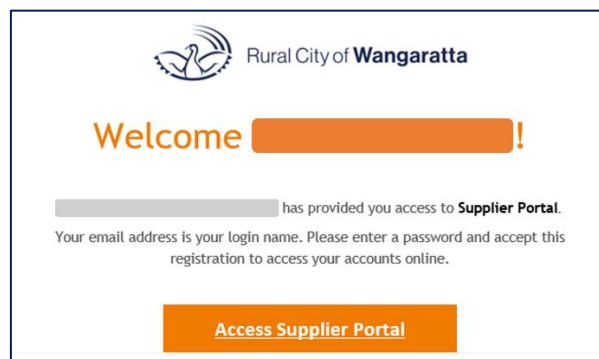 Rural City of Wangaratta
Welcome !
has provided you access to Supplier Portal.
Your email address is your login name. Please enter a password and accept this
registration to access your accounts online.
Access Supplier Portal